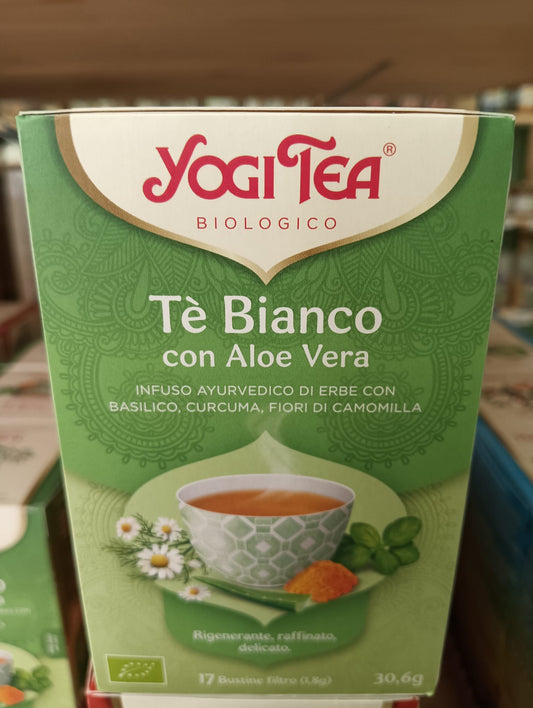 YOGI TEA®
BIOLOGICO
Tè Bianco
con Aloe Vera
INFUSO AYURVEDICO DI ERBE CON
BASILICO, CURCUMA, FIORI DI CAMOMILLA
Rigenerante, raffinato,
delicato.
17 Bustine filtro (1,8g) 30,6g